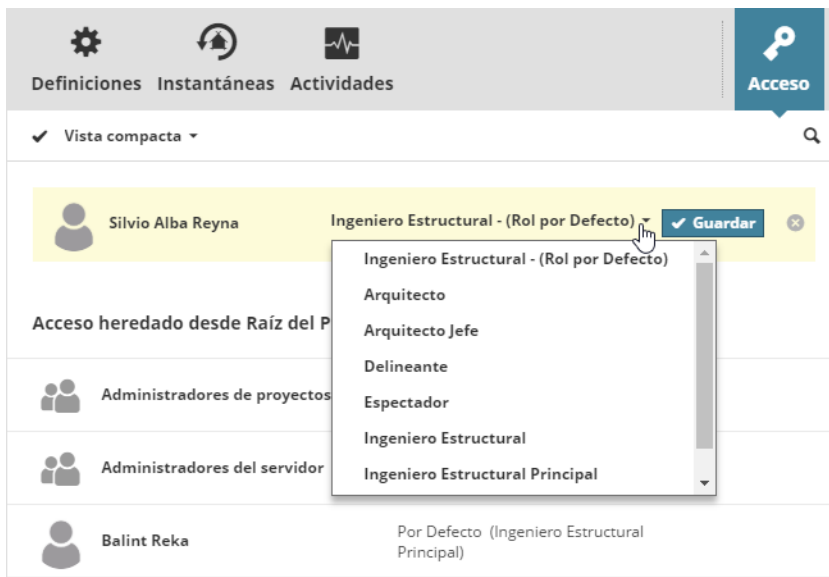 Definiciones Instantáneas Actividades Acceso
Vista compacta
Silvio Alba Reyna Ingeniero Estructural - (Rol por Defecto) Guardar
Ingeniero Estructural - (Rol por Defecto)
Arquitecto
Acceso heredado desde Raíz del P
Arquitecto Jefe
Delineante
Administradores de proyectos
Espectador
Ingeniero Estructural
Administradores del servidor
Ingeniero Estructural Principal
Balint Reka
Por Defecto (Ingeniero Estructural
Principal)